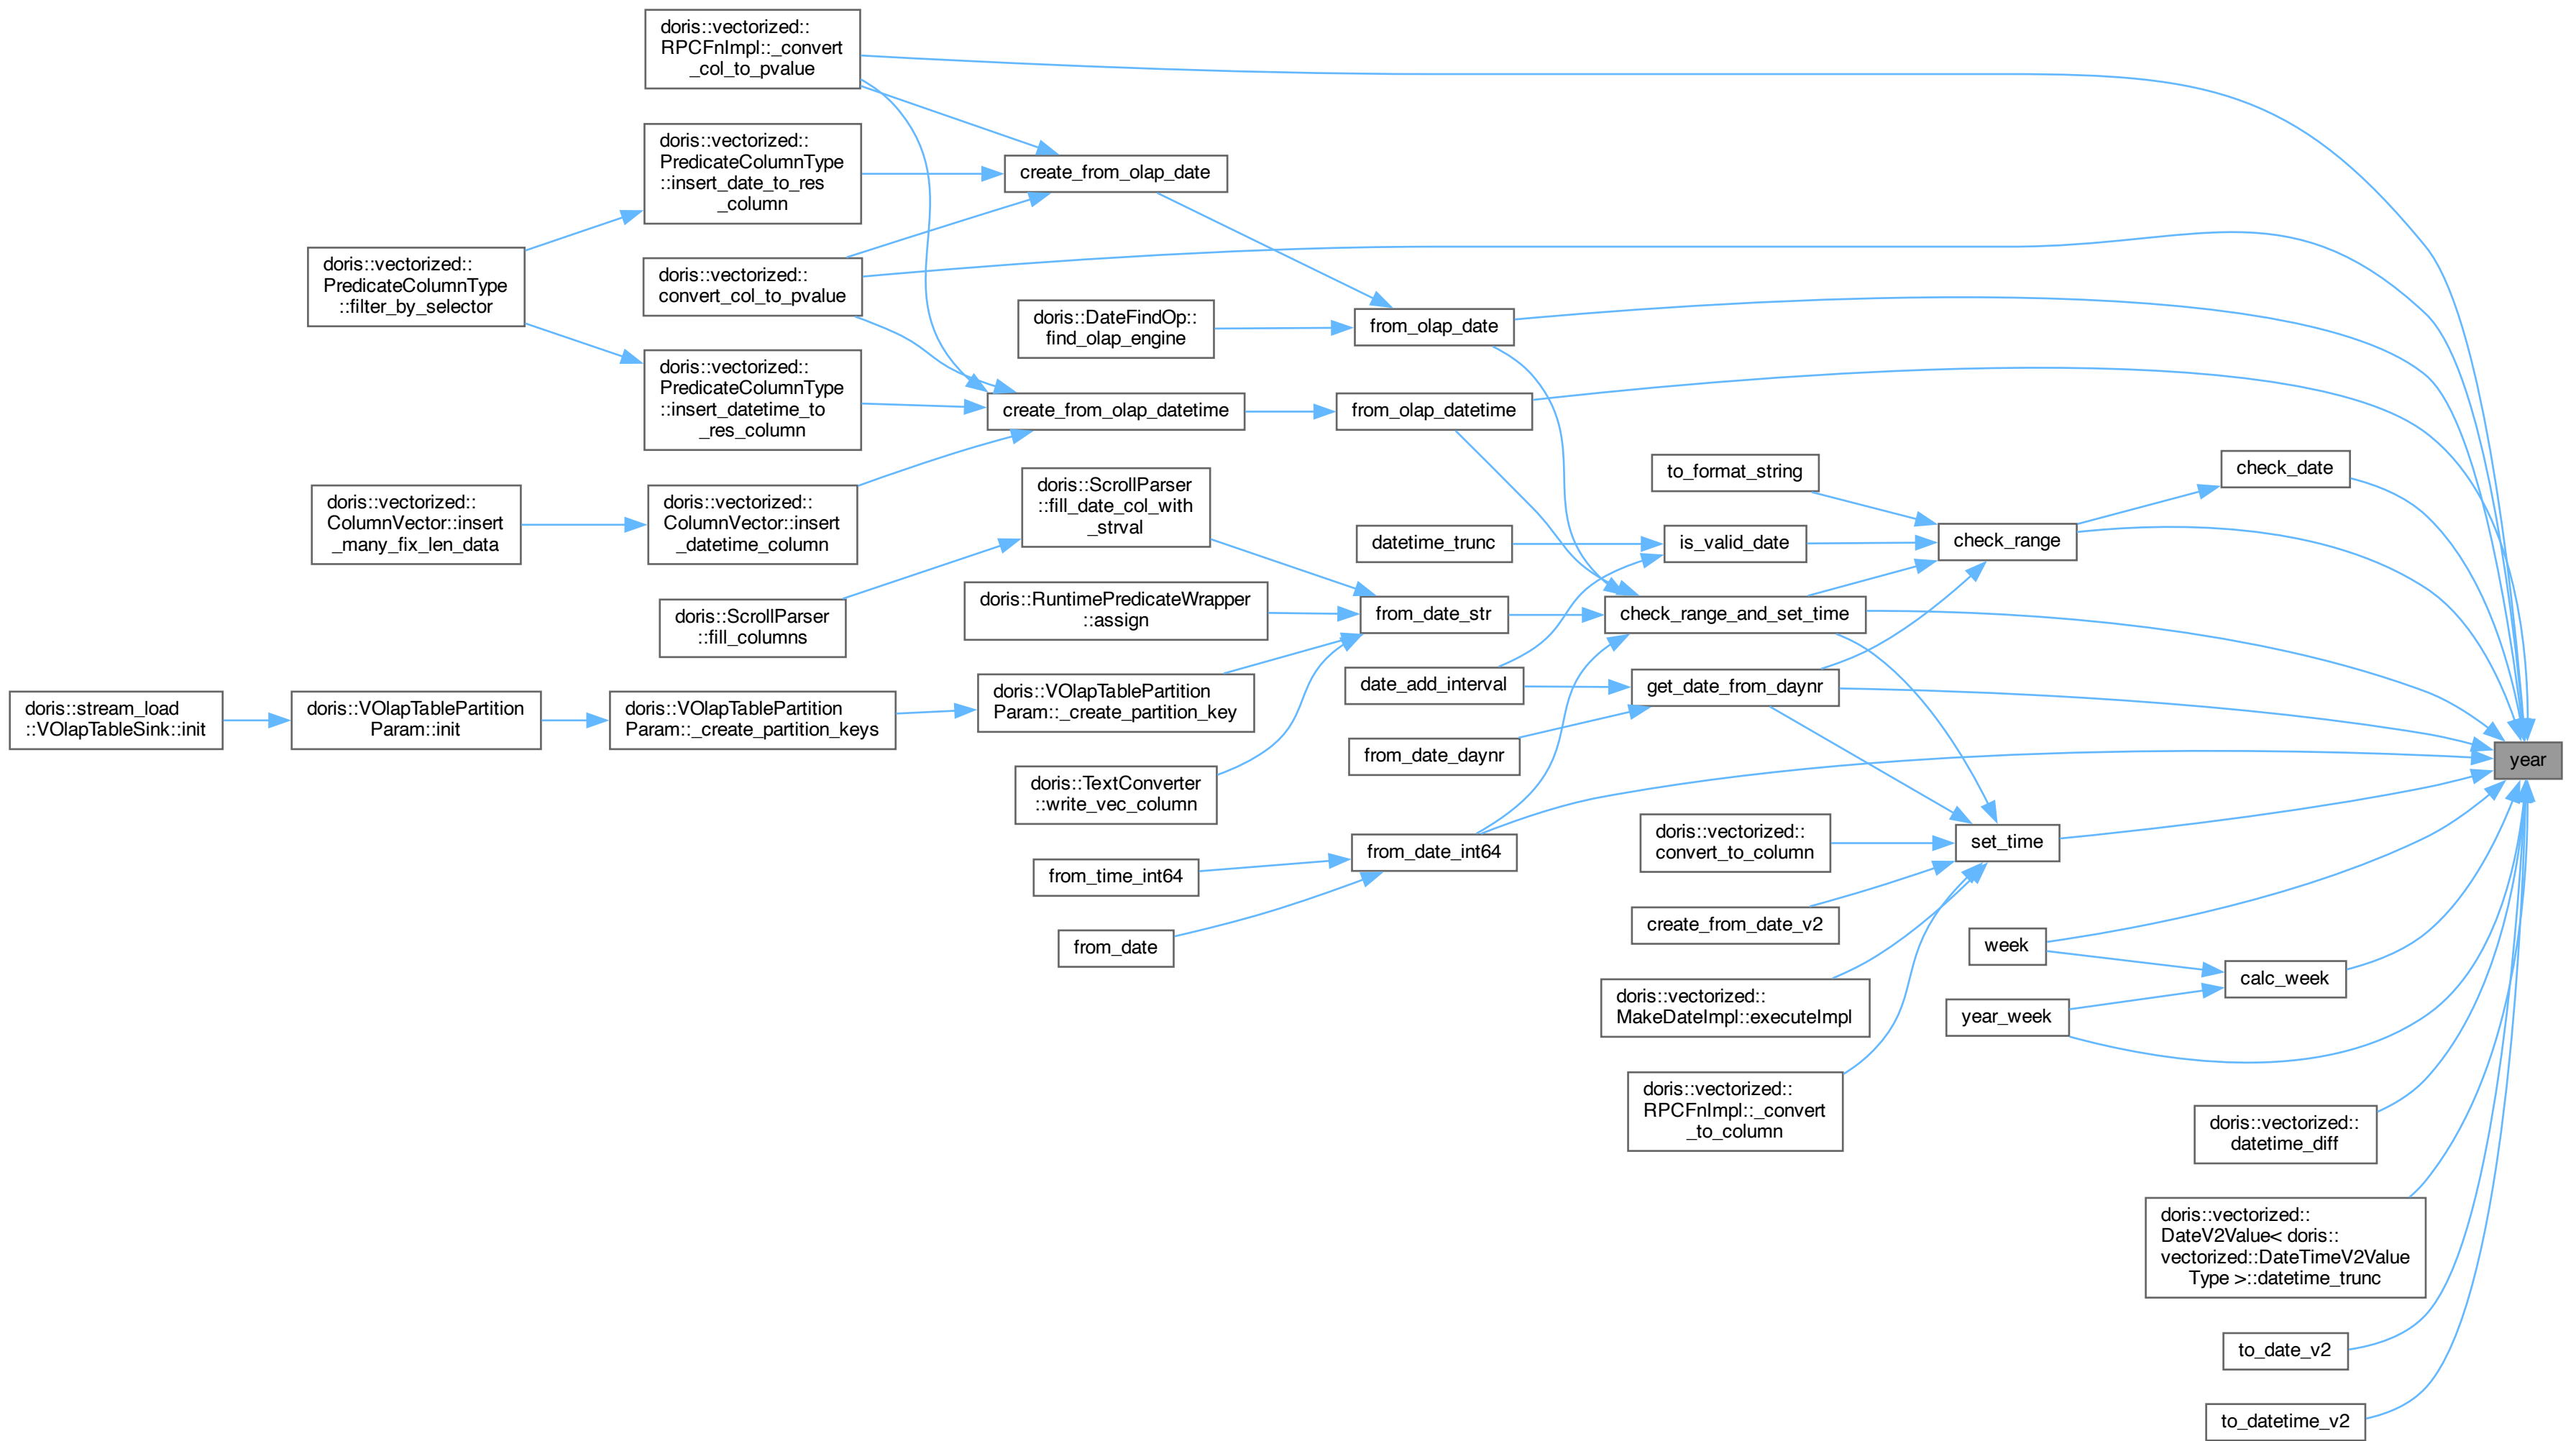 doris::vectorized::
RPCFnImpl::_convert
_col_to_pvalue
doris::vectorized::
PredicateColumnType
::insert_date_to_res
_column
create_from_olap_date
doris::vectorized::
PredicateColumnType
::filter_by_selector
doris::vectorized::
convert_col_to_pvalue
doris::DateFindOp::
find_olap_engine
from_olap_date
doris::vectorized::
PredicateColumnType
::insert_datetime_to
_res_column
create_from_olap_datetime
from_olap_datetime
to_format_string
check_date
doris::vectorized::
ColumnVector::insert
_many_fix_len_data
doris::vectorized::
ColumnVector::insert
_datetime_column
doris::ScrollParser
::fill_date_col_with
_strval
datetime_trunc
is_valid_date
check_range
doris::ScrollParser
::fill_columns
doris::RuntimePredicateWrapper
::assign
from_date_str
check_range_and_set_time
date_add_interval
get_date_from_daynr
doris::stream_load
::VOlapTableSink::init
doris::VOlapTablePartition
Param::init
doris::VOlapTablePartition
Param::_create_partition_keys
doris::VOlapTablePartition
Param::_create_partition_key
from_date_daynr
year
doris::TextConverter
::write_vec_column
from_date_int64
doris::vectorized::
convert_to_column
set_time
from_time_int64
create_from_date_v2
from_date
week
calc_week
doris::vectorized::
MakeDateImpl::executeImpl
year_week
doris::vectorized::
RPCFnImpl::_convert
_to_column
doris::vectorized::
datetime_diff
doris::vectorized::
DateV2Value< doris::
vectorized::DateTimeV2Value
Type >::datetime_trunc
to_date_v2
to_datetime_v2